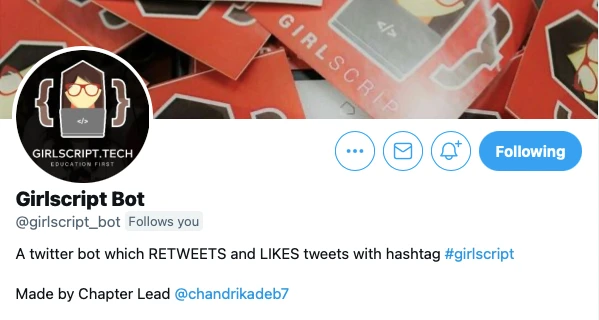 GIRLSCRIPT
</>
GIRLSCRIPT.TECH
EDUCATION FIRST
Following
Girlscript Bot
@girlscript_bot Follows you
A twitter bot which RETWEETS and LIKES tweets with hashtag #girlscript
Made by Chapter Lead @chandrikadeb7